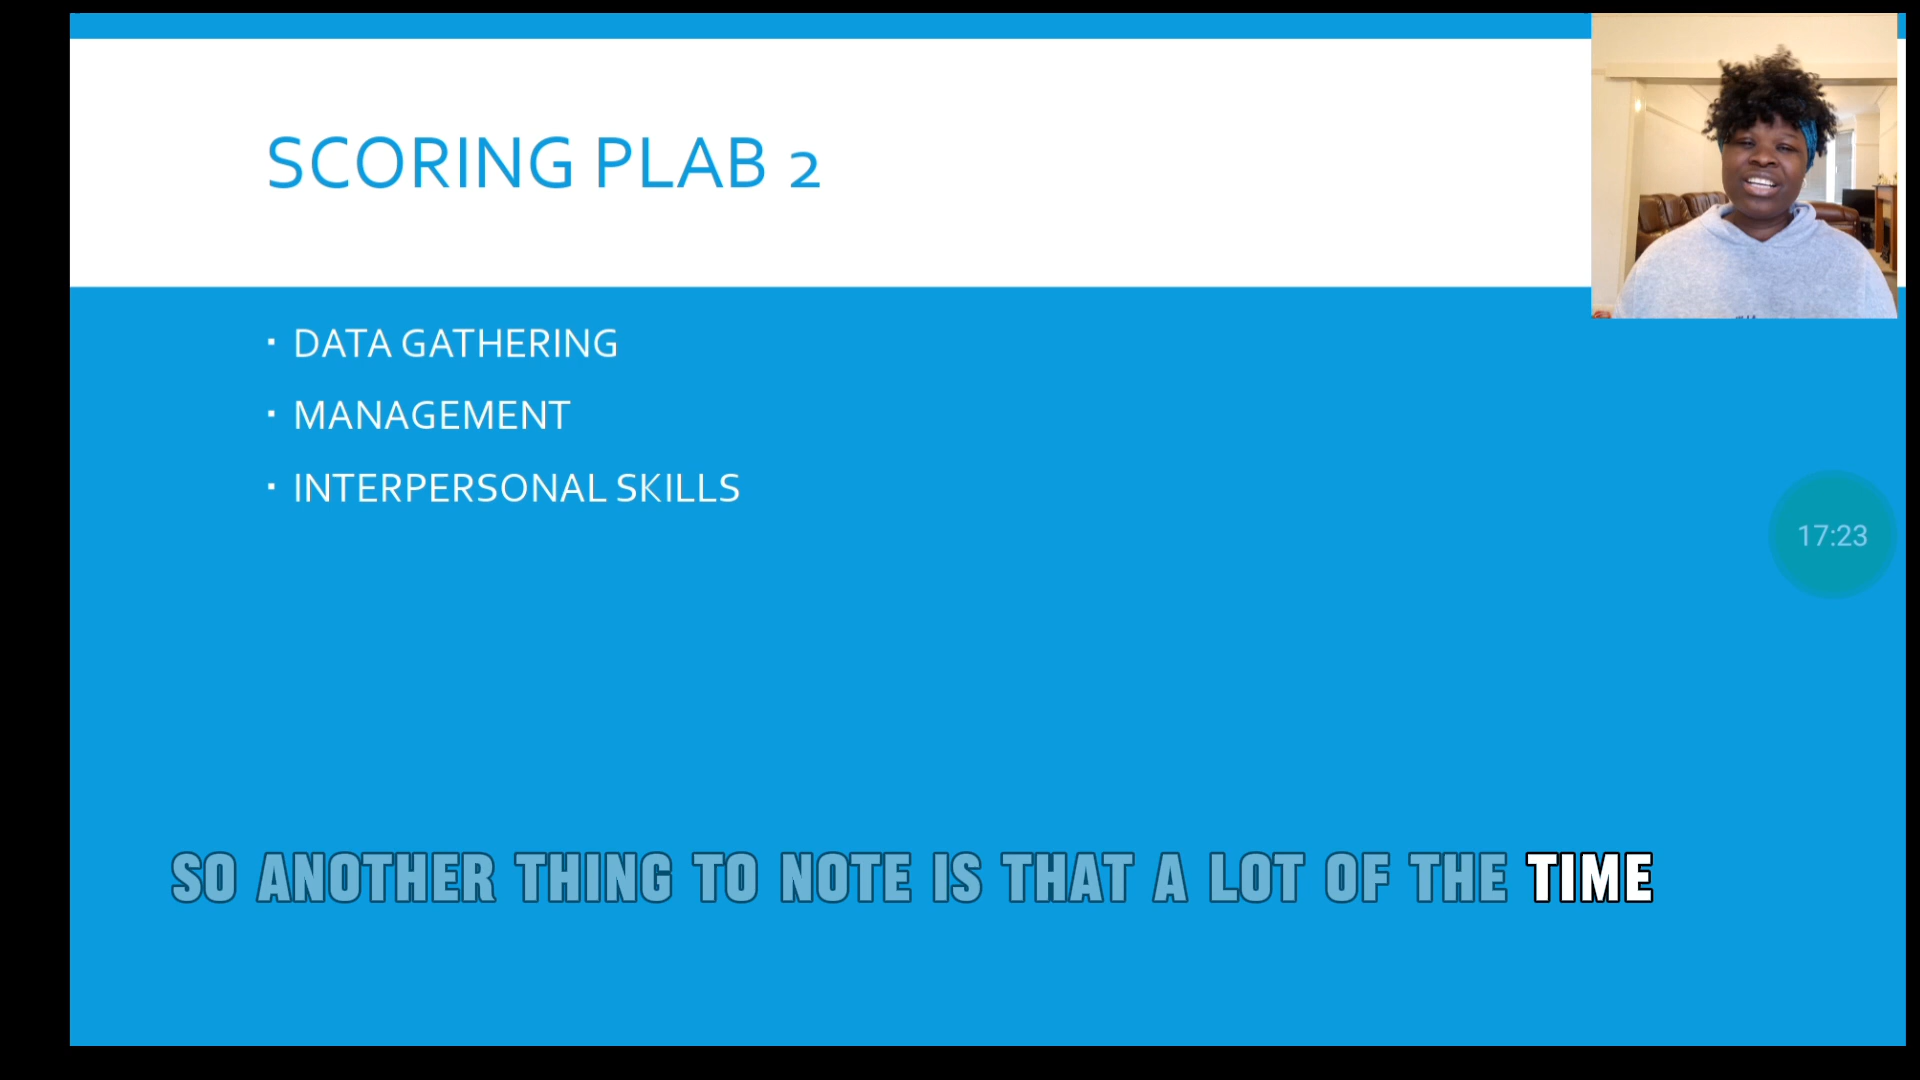 SCORING PLAB 2
▪ DATA GATHERING
▪ MANAGEMENT
▪ INTERPERSONAL SKILLS
17:23
SO ANOTHER THING TO NOTE IS THAT A LOT OF THE TIME